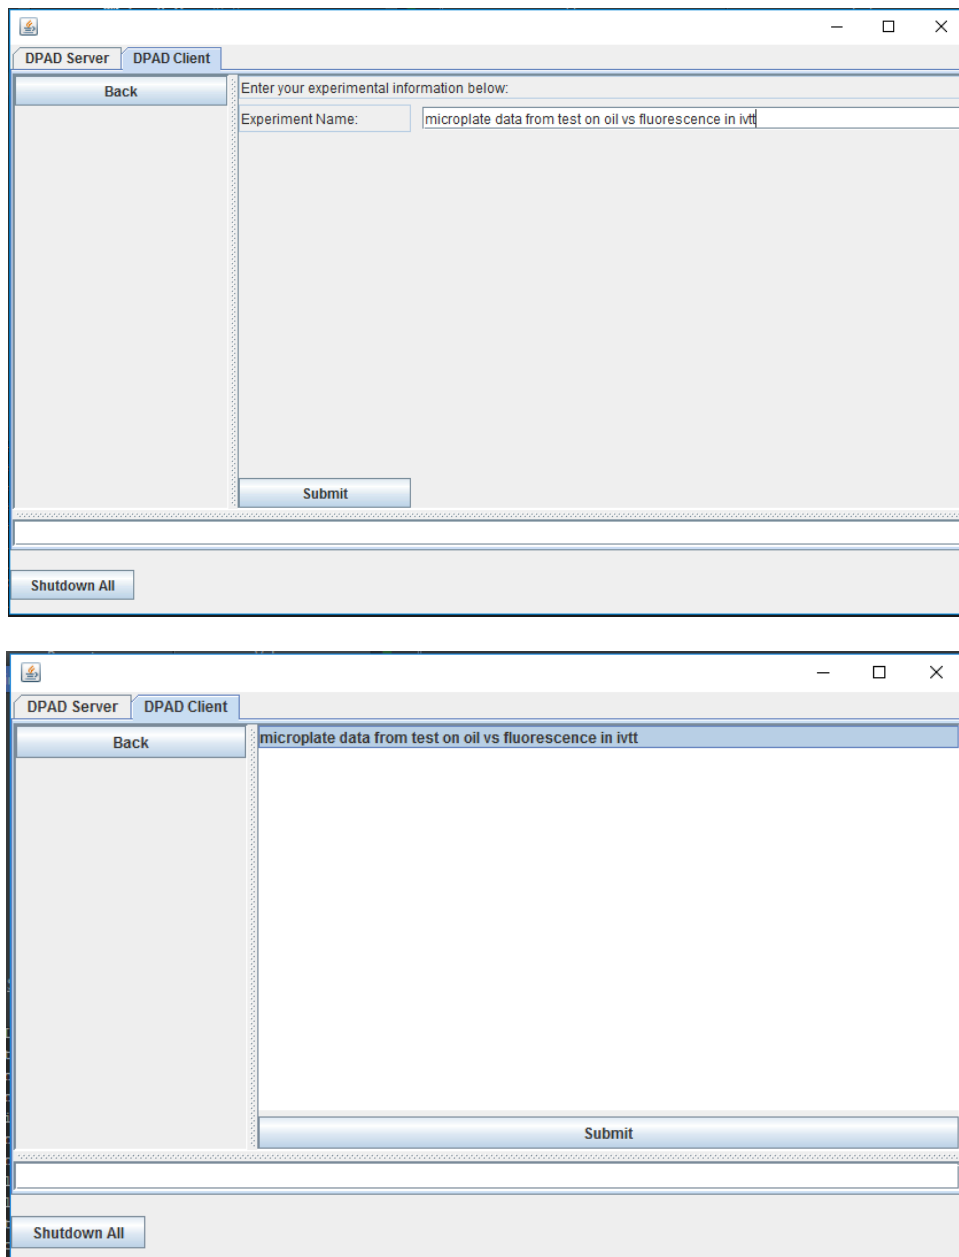 DPAD Server DPAD Client
Back
Enter your experimental information below:
Experiment Name: microplate data from test on oil vs fluorescence in ivtt
Submit
Shutdown All
DPAD Server DPAD Client
Back
microplate data from test on oil vs fluorescence in ivtt
Submit
Shutdown All